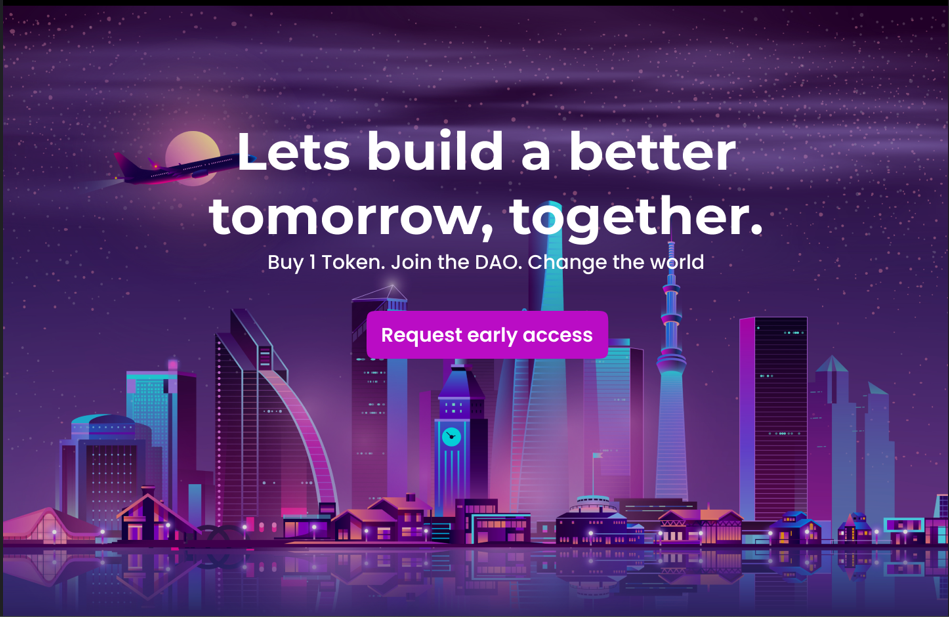 Lets build a better
tomorrow, together.
Buy 1 Token. Join the DAO. Change the world
Request early access